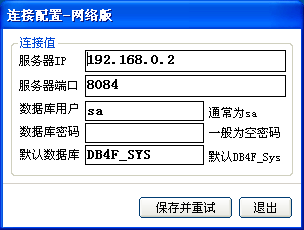 连接配置-网络版
连接值
服务器IP 192.168.0.2
服务器端口 8084
数据库用户 sa 通常为sa
数据库密码 一般为空密码
默认数据库 DB4F_SYS 默认DB4F_Sys
保存并重试 退出